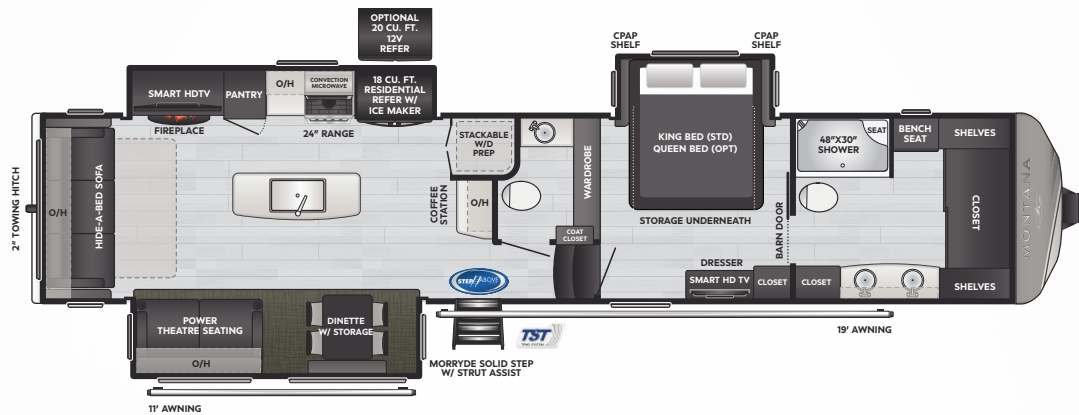 OPTIONAL
20 CU. FT.
12V
REFER
CPAP
SHELF
CPAP
SHELF
SMART HDTV
PANTRY
O/H
CONVECTION
MICROWAVE
18 CU. FT.
RESIDENTIAL
REFER W/
ICE MAKER
FIREPLACE
24" RANGE
STACKABLE
W/D
PREP
WARDROBE
KING BED (STD)
QUEEN BED (OPT)
48"X30"
SHOWER
SEAT
BENCH
SEAT
SHELVES
2" TOWING HITCH
O/H
HIDE-A-BED SOFA
COFFEE
STATION
O/H
COAT
CLOSET
STORAGE UNDERNEATH
BARN DOOR
CLOSET
MONTANA
DRESSER
SMART HD TV
CLOSET
CLOSET
SHELVES
STEP ABOVE
POWER
THEATRE SEATING
O/H
DINETTE
W/ STORAGE
TST
19' AWNING
MORRYDE SOLID STEP
W/ STRUT ASSIST
11' AWNING